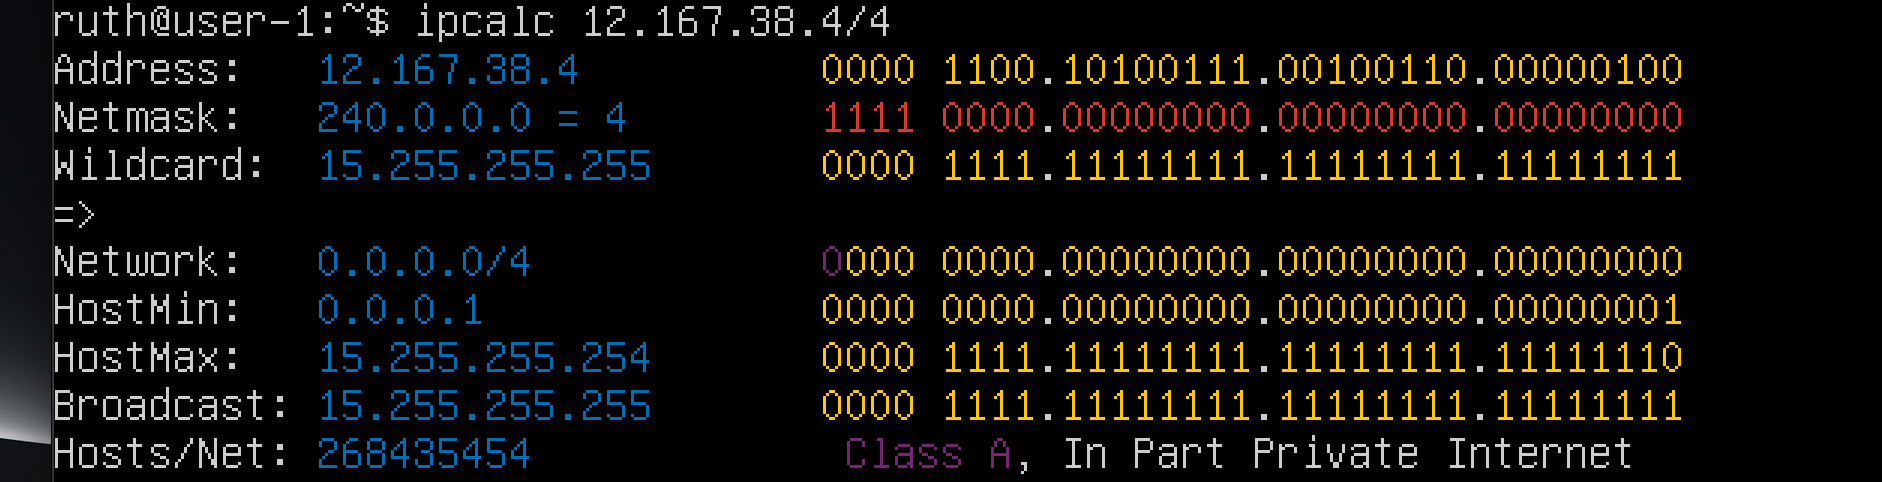 ruth@user-1:~$ ipcalc 12.167.38.4/4
Address: 12.167.38.4 0000 1100.10100111.00100110.00000100
Netmask: 240.0.0.0 = 4 1111 0000.00000000.00000000.00000000
Wildcard: 15.255.255.255 0000 1111.11111111.11111111.11111111
=>
Network: 0.0.0.0/4 0000 0000.00000000.00000000.00000000
HostMin: 0.0.0.1 0000 0000.00000000.00000000.00000001
HostMax: 15.255.255.254 0000 1111.11111111.11111111.11111110
Broadcast: 15.255.255.255 0000 1111.11111111.11111111.11111111
Hosts/Net: 268435454 Class A, In Part Private Internet